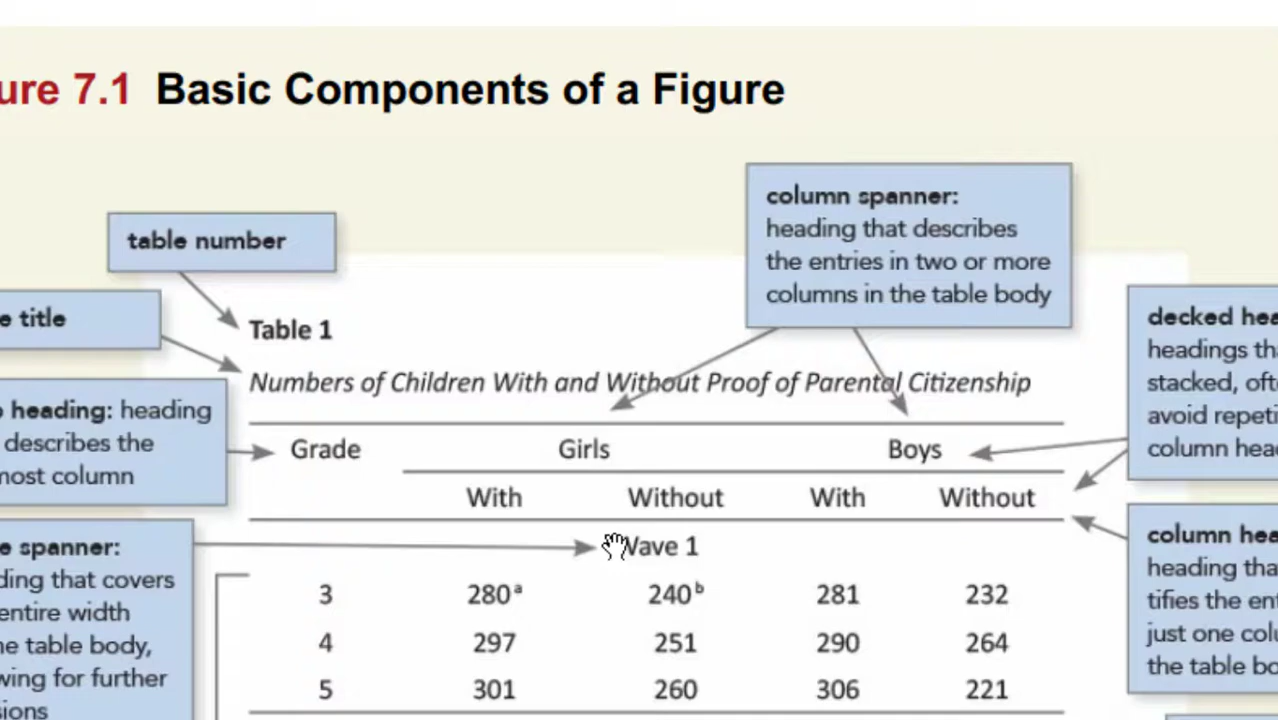 ure 7.1 Basic Components of a Figure
column spanner:
heading that describes
the entries in two or more
columns in the table body
table number
e title
Table 1
Numbers of Children With and Without Proof of Parental Citizenship
heading: heading
describes the
most column
decked hea
headings tha
stacked, oft
avoid repeti
column hea
Grade Girls Boys
With Without With Without
e spanner:
ding that covers
entire width
he table body,
wing for further
sions
column hea
heading tha
tifies the ent
just one colu
the table bo
Wave 1
3 280ᵃ 240ᵇ 281 232
4 297 251 290 264
5 301 260 306 221